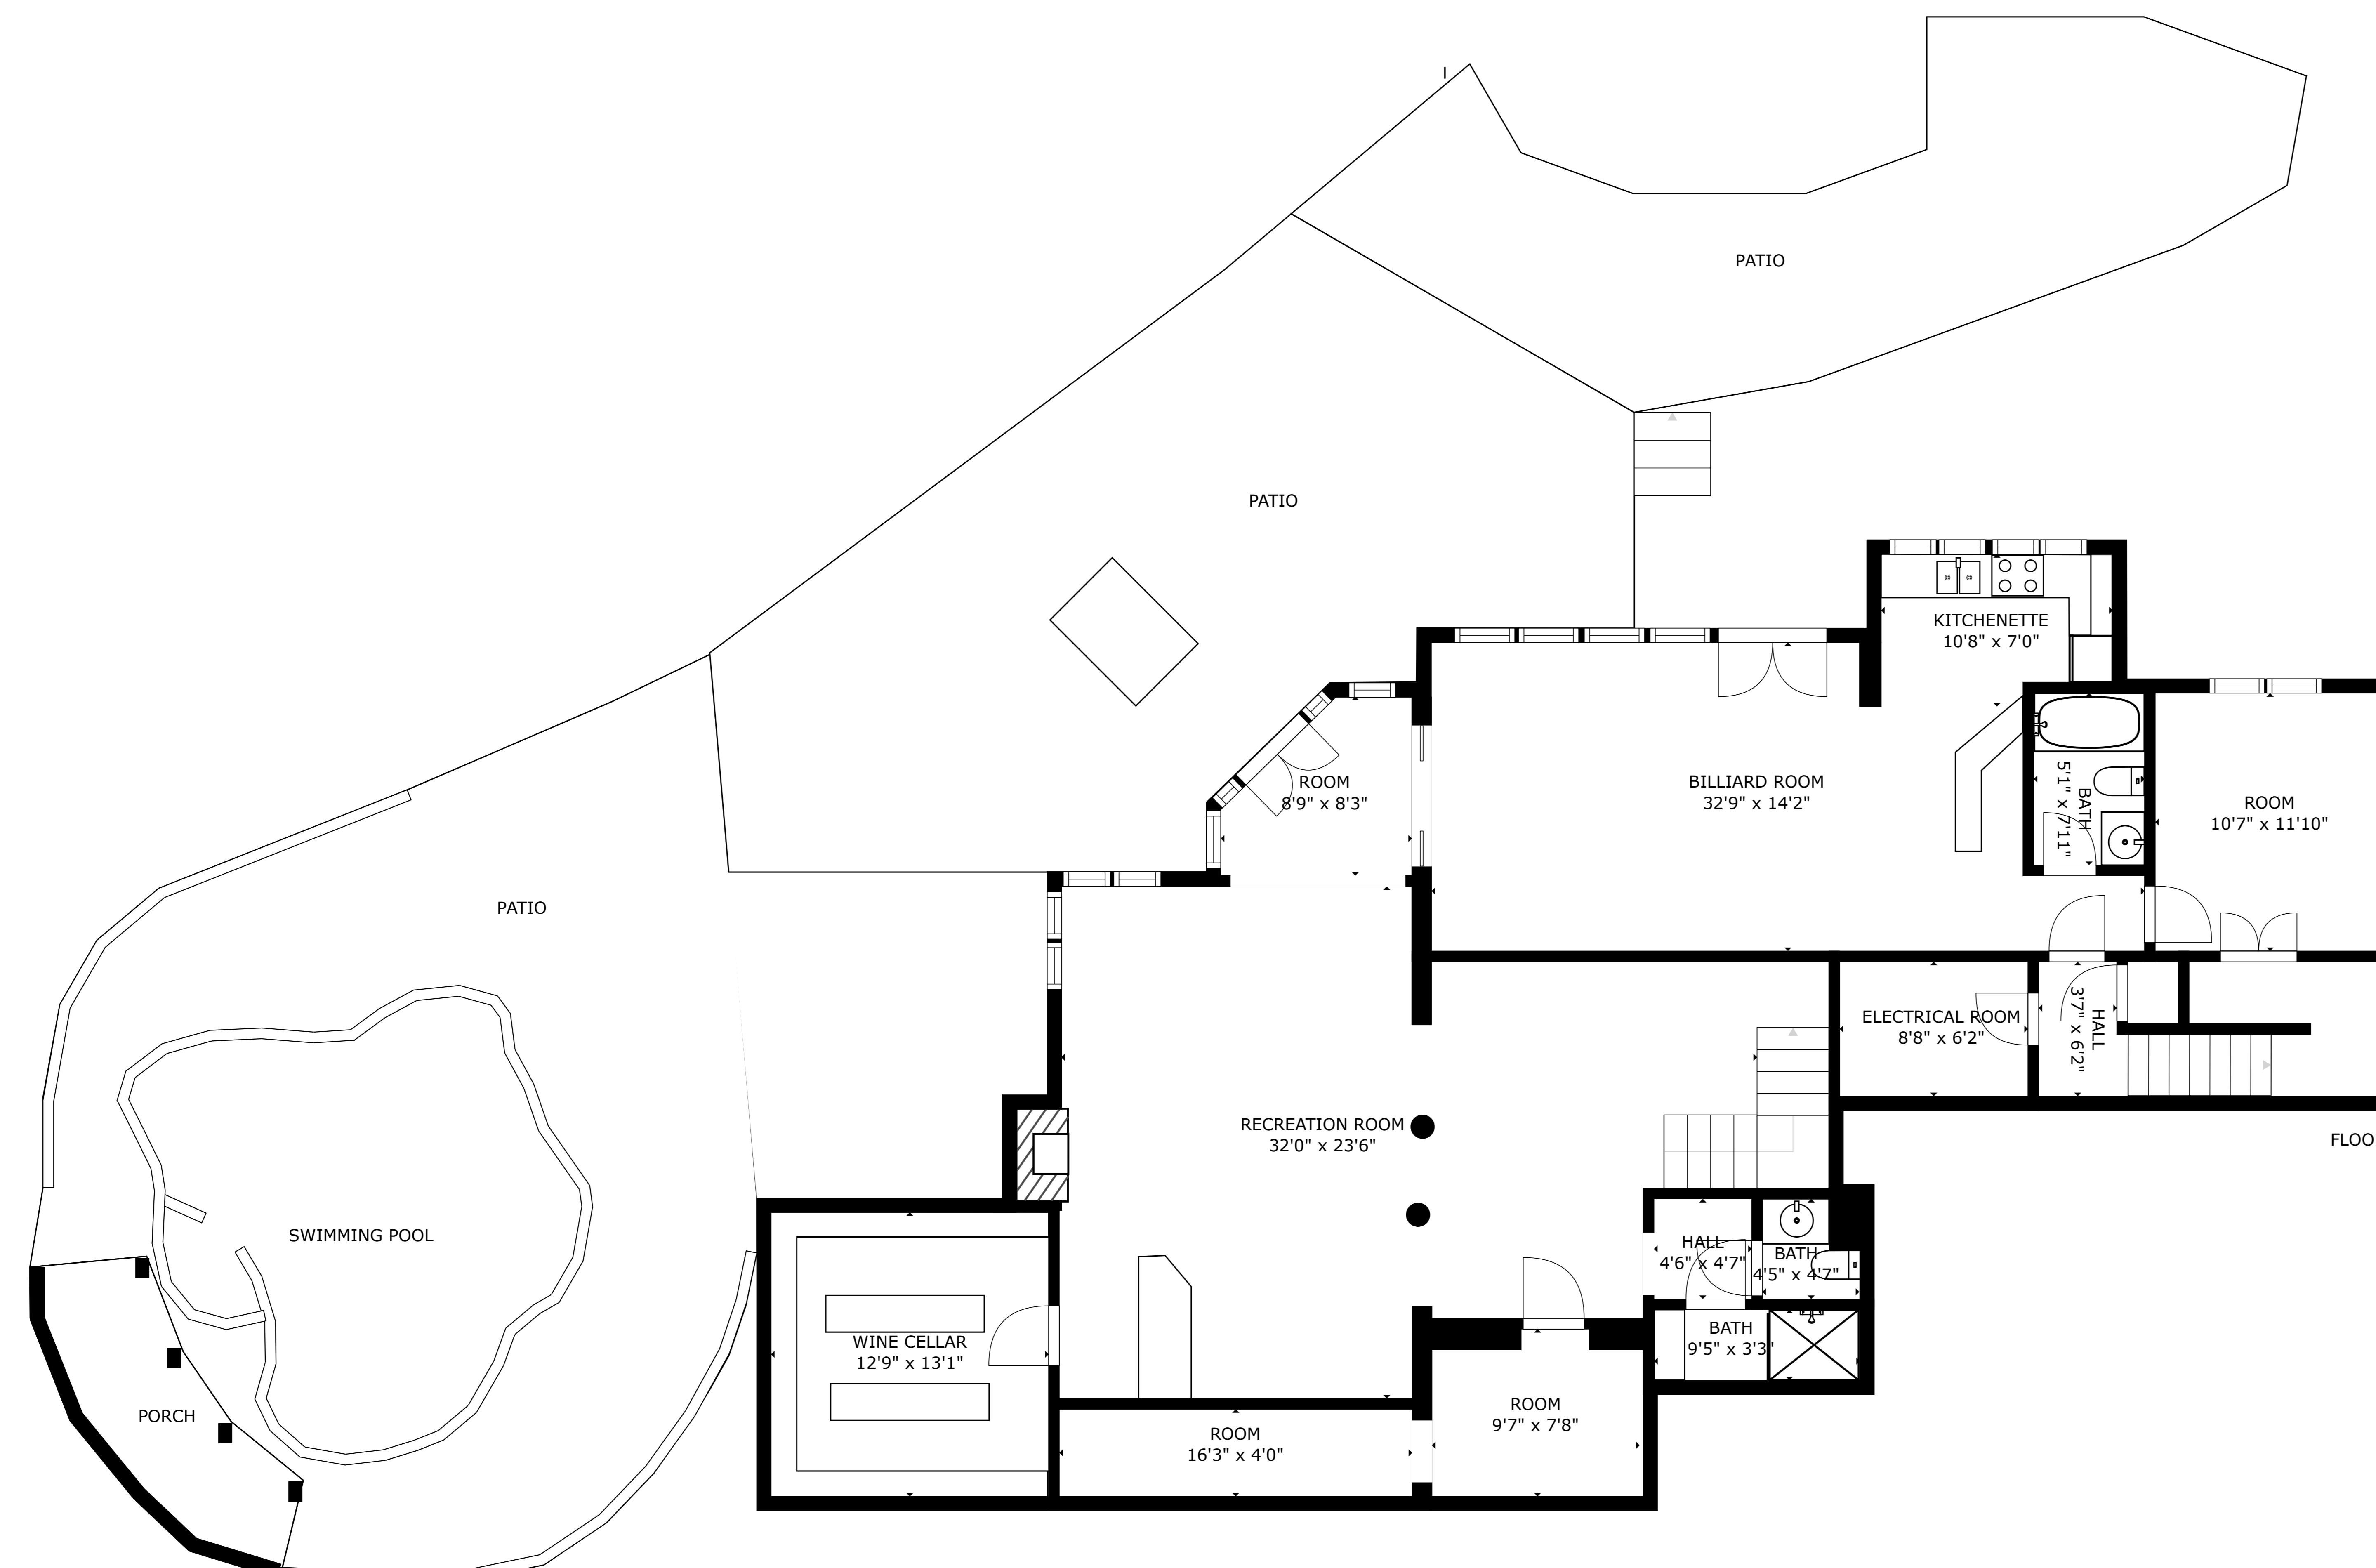 PATIO
PATIO
KITCHENETTE
10'8" x 7'0"
ROOM
8'9" x 8'3"
BILLIARD ROOM
32'9" x 14'2"
BATH
5'1" x 7'1"
ROOM
10'7" x 11'10"
PATIO
ELECTRICAL ROOM
8'8" x 6'2"
HALL
3'7" x 6'2"
RECREATION ROOM
32'0" x 23'6"
FLOO
SWIMMING POOL
HALL
4'6" x 4'7"
BATH
4'5" x 4'7"
WINE CELLAR
12'9" x 13'1"
BATH
9'5" x 3'3"
PORCH
ROOM
9'7" x 7'8"
ROOM
16'3" x 4'0"